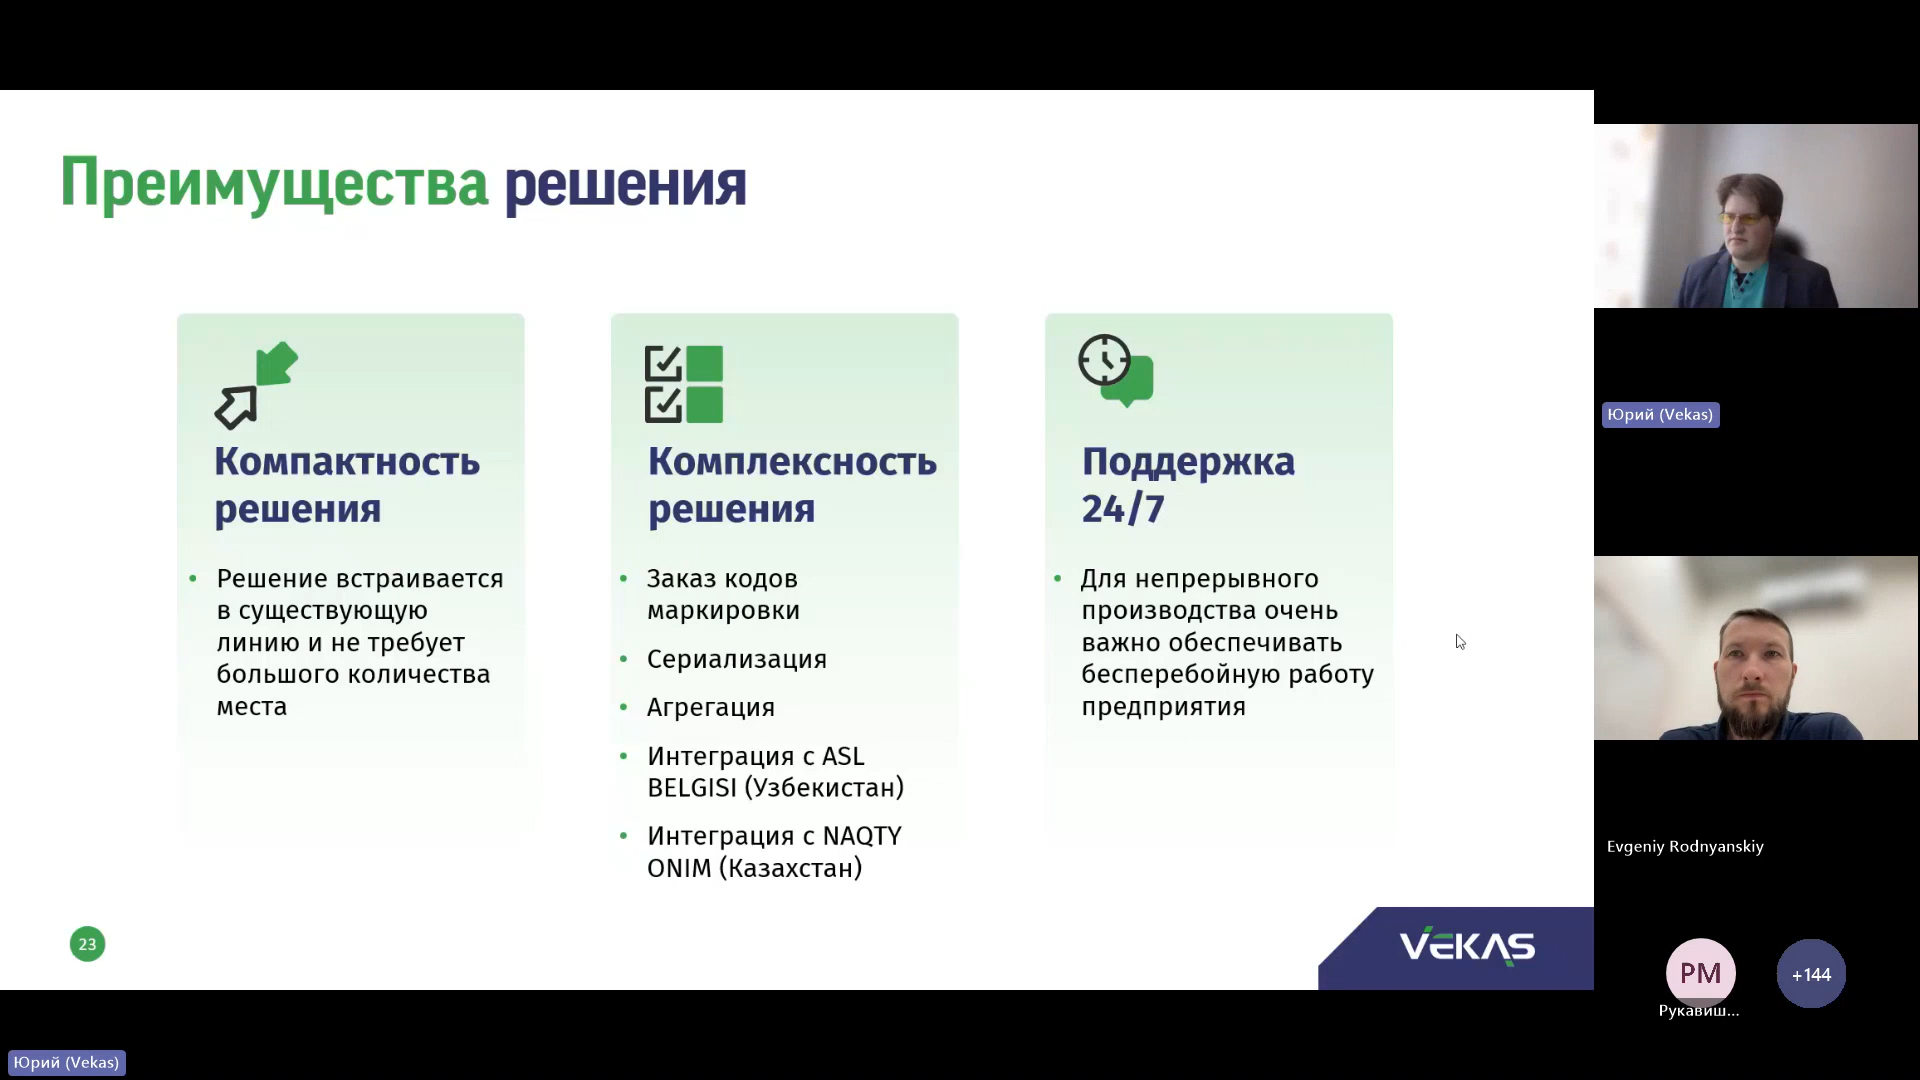 Преимущества решения
Компактность
решения
• Решение встраивается
в существующую
линию и не требует
большого количества
места
Комплексность
решения
• Заказ кодов
маркировки
• Сериализация
• Агрегация
• Интеграция с ASL
BELGISI (Узбекистан)
• Интеграция с NAQTY
ONIM (Казахстан)
Поддержка
24/7
• Для непрерывного
производства очень
важно обеспечивать
бесперебойную работу
предприятия
23
VEKAS
Юрий (Vekas)
Evgeniy Rodnyanskiy
PM
+144
Рукавиш...
Юрий (Vekas)